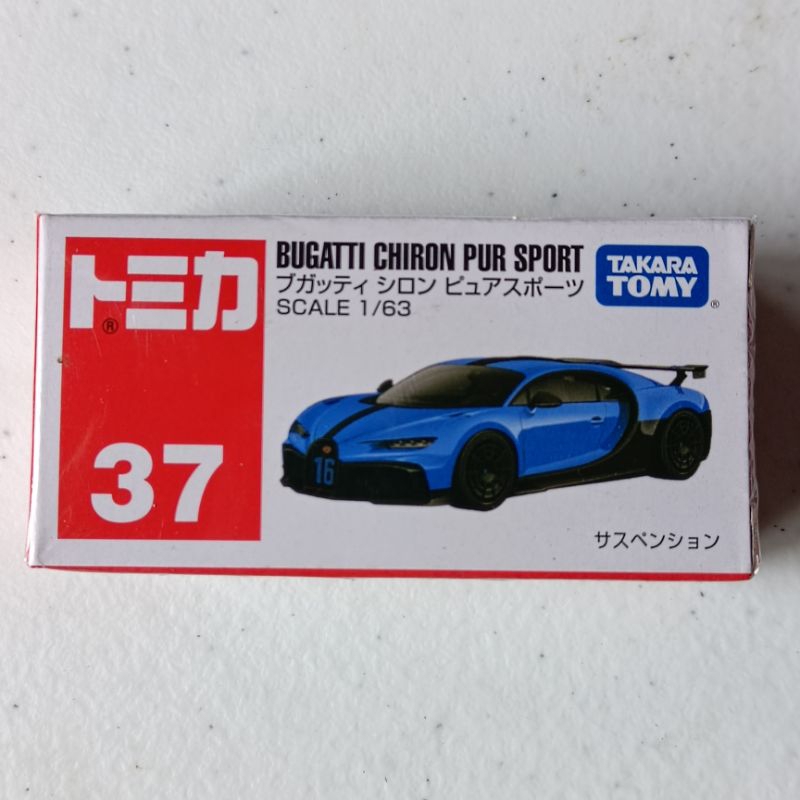 トミカ®
37
BUGATTI CHIRON PUR SPORT
ブガッティ シロン ピュアスポーツ
SCALE 1/63
TAKARA
TOMY®
16
サスペンション